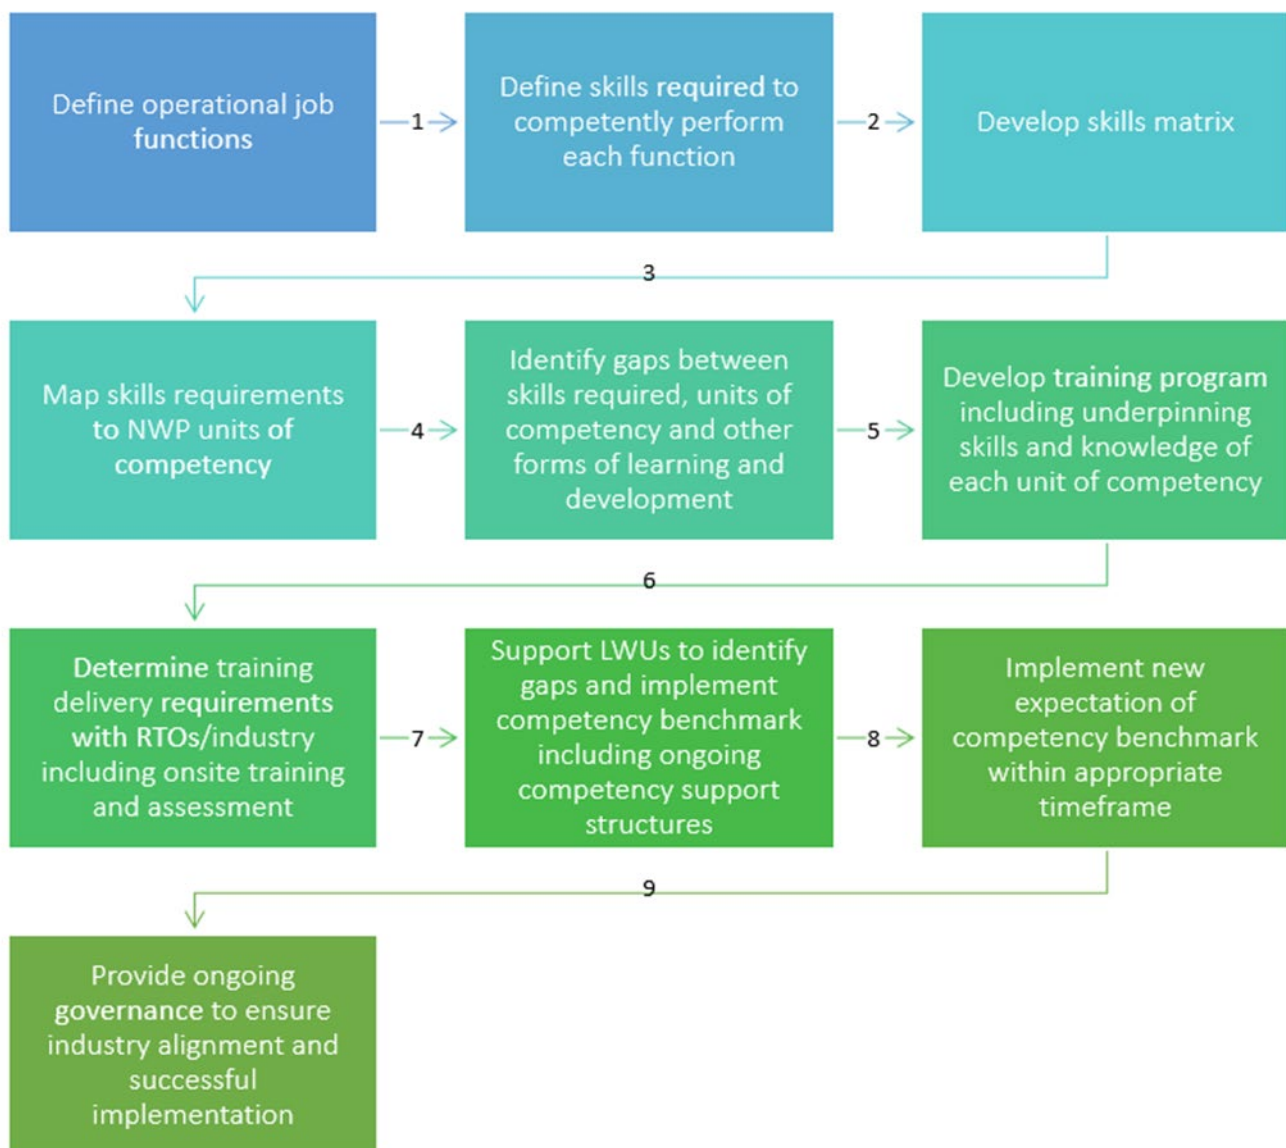 Define operational job
functions
1
Define skills required to
competently perform
each function
2
Develop skills matrix
3
Map skills requirements
to NWP units of
competency
4
Identify gaps between
skills required, units of
competency and other
forms of learning and
development
5
Develop training program
including underpinning
skills and knowledge of
each unit of competency
6
Determine training
delivery requirements
with RTOs/industry
including onsite training
and assessment
7
Support LWUs to identify
gaps and implement
competency benchmark
including ongoing
competency support
structures
8
Implement new
expectation of
competency benchmark
within appropriate
timeframe
9
Provide ongoing
governance to ensure
industry alignment and
successful
implementation